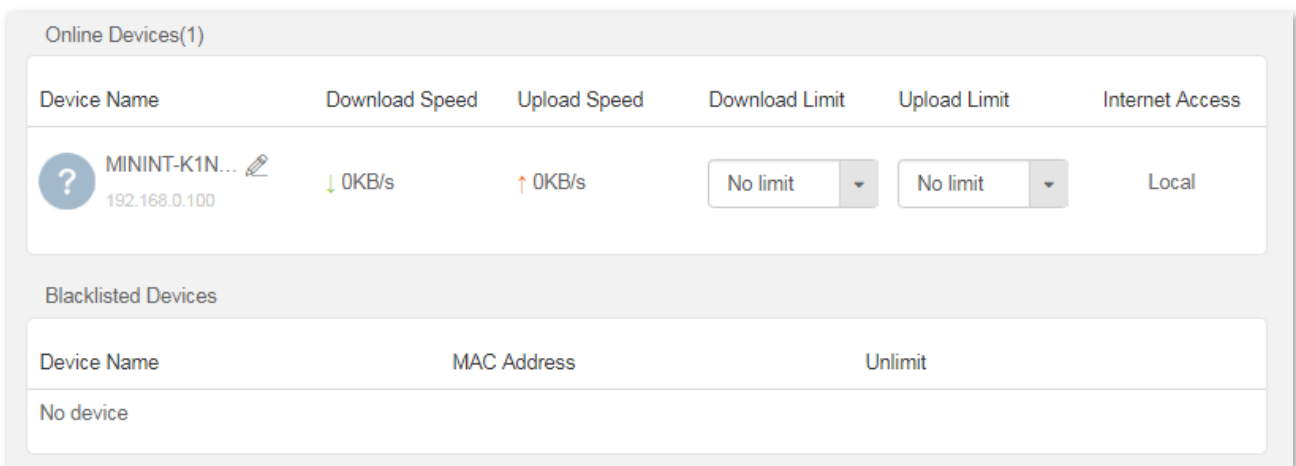 Online Devices(1)
Device Name Download Speed Upload Speed Download Limit Upload Limit Internet Access
? MININT-K1N... ↓ 0KB/s ↑ 0KB/s No limit No limit Local
192.168.0.100
Blacklisted Devices
Device Name MAC Address Unlimit
No device